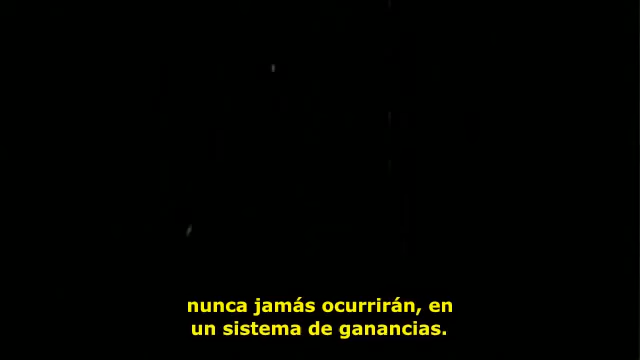 nunca jamás ocurrirán, en
un sistema de ganancias.